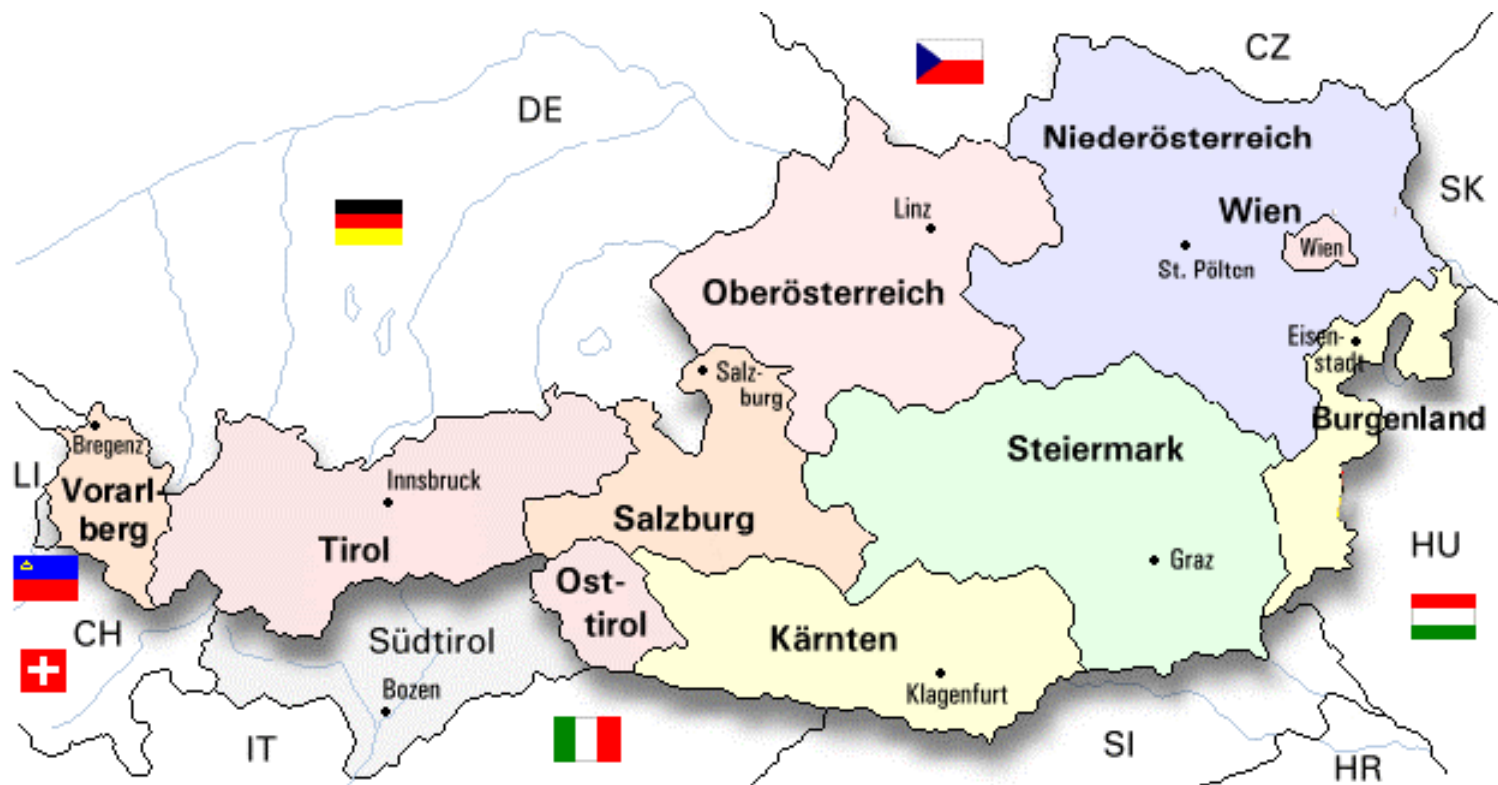 CZ
DE
Niederösterreich
SK
Linz
Wien
Wien
St. Pölten
Oberösterreich
Eisen-
stadt
Salz-
burg
Burgenland
Bregenz
Steiermark
LI
Innsbruck
Vorarl-
berg
Salzburg
Tirol
HU
Graz
Ost-
tirol
CH
Südtirol
Kärnten
Bozen
Klagenfurt
IT
SI
HR